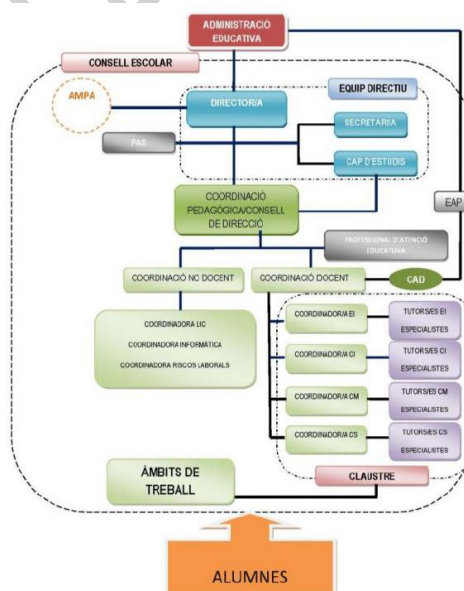 ADMINISTRACIÓ
EDUCATIVA
CONSELL ESCOLAR
EQUIP DIRECTIU
AMPA
DIRECTOR/A
SECRETARIA
PAS
CAP D'ESTUDIS
COORDINACIÓ
PEDAGÒGICA/CONSELL
DE DIRECCIÓ
EAP
PROFESSIONAL D'ATENCIÓ
EDUCATIVA
COORDINACIÓ NO DOCENT
COORDINACIÓ DOCENT
CAD
COORDINADORA LIC
COORDINADORA INFORMÀTICA
COORDINADORA RISCOS LABORALS
COORDINADOR/A EI
TUTORS/ES EI
ESPECIALISTES
COORDINADOR/A CI
TUTORS/ES CI
ESPECIALISTES
COORDINADOR/A CM
TUTORS/ES CM
ESPECIALISTES
COORDINADOR/A CS
TUTORS/ES CS
ESPECIALISTES
ÀMBITS DE
TREBALL
CLAUSTRE
ALUMNES